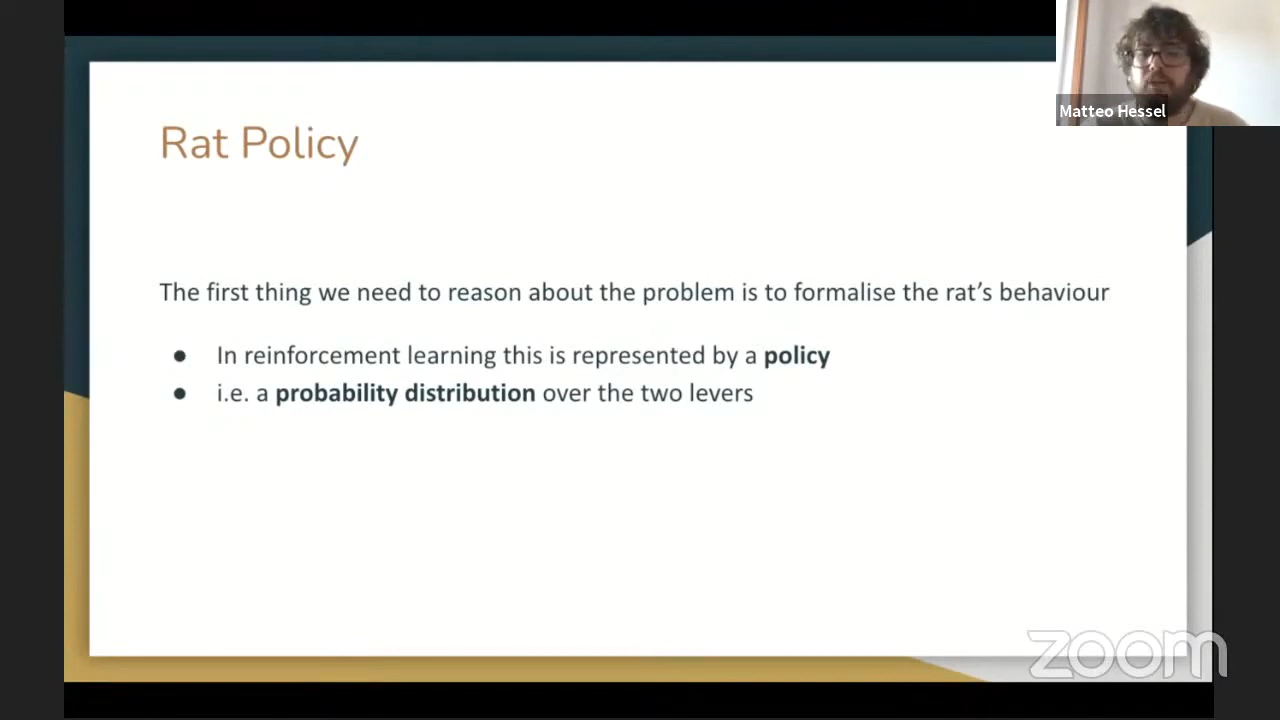 Matteo Hessel
Rat Policy
The first thing we need to reason about the problem is to formalise the rat’s behaviour
● In reinforcement learning this is represented by a policy
● i.e. a probability distribution over the two levers
zoom